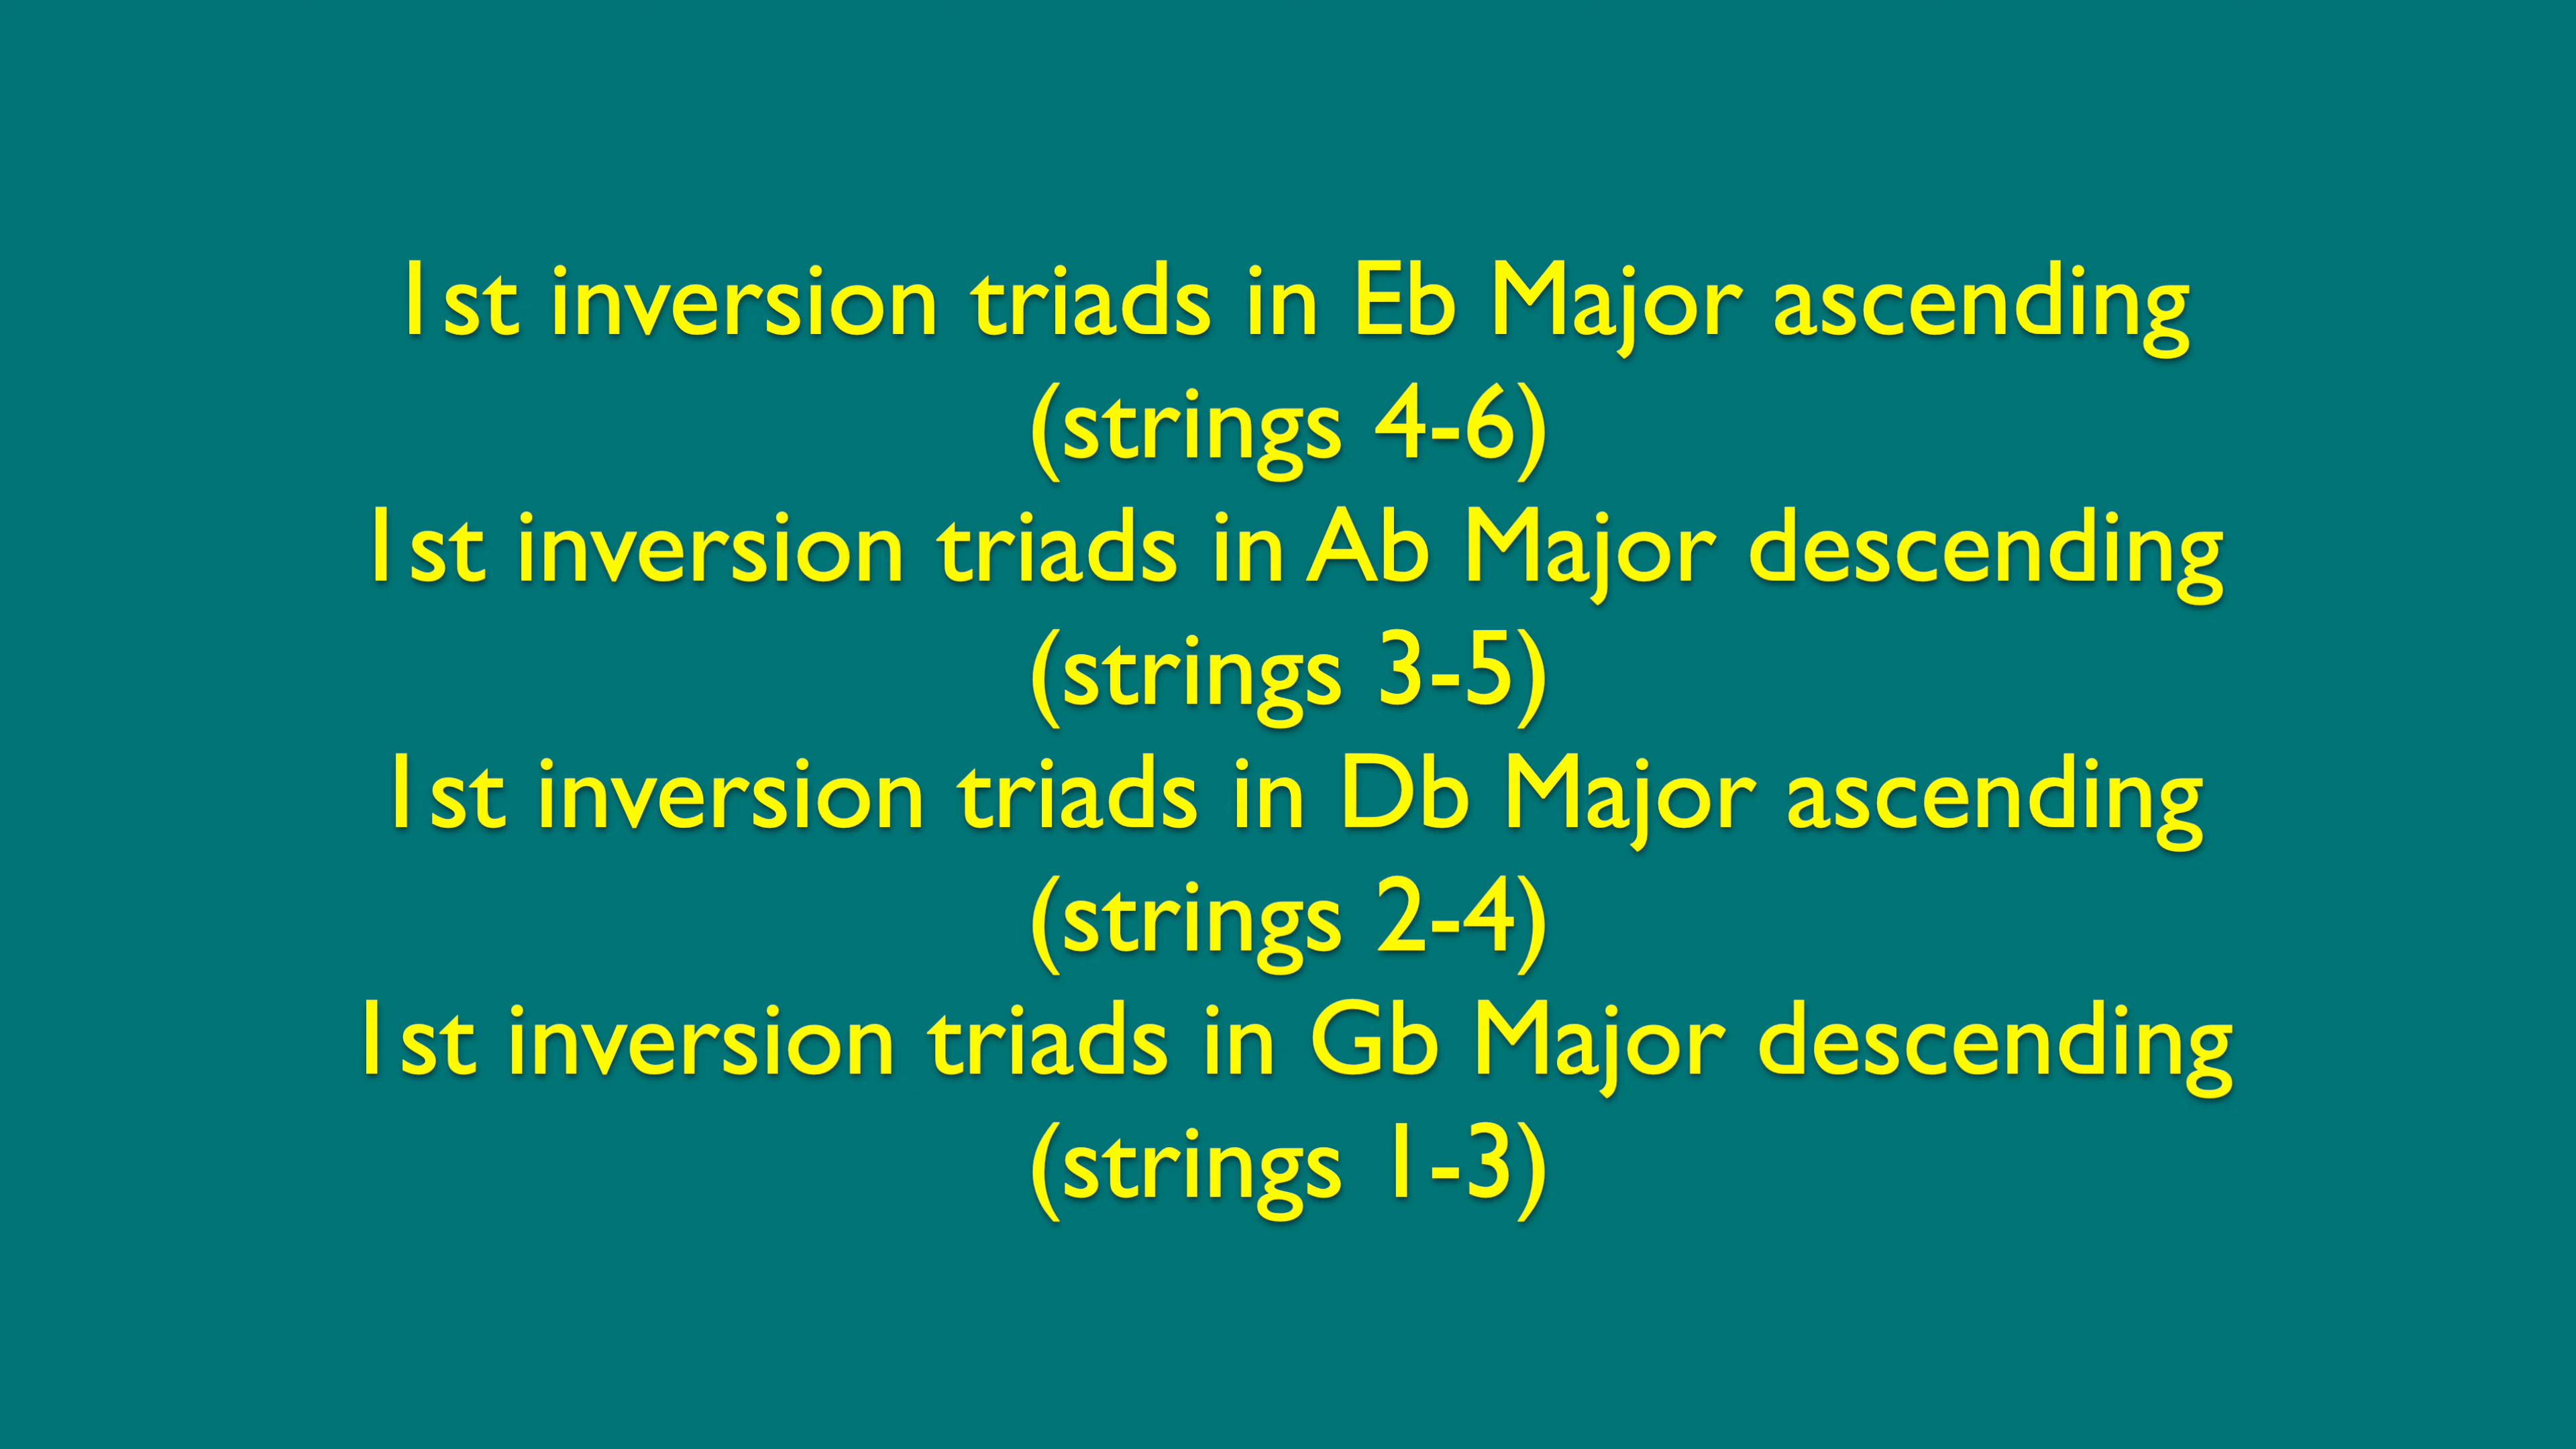 1st inversion triads in Eb Major ascending
(strings 4-6)
1st inversion triads in Ab Major descending
(strings 3-5)
1st inversion triads in Db Major ascending
(strings 2-4)
1st inversion triads in Gb Major descending
(strings 1-3)